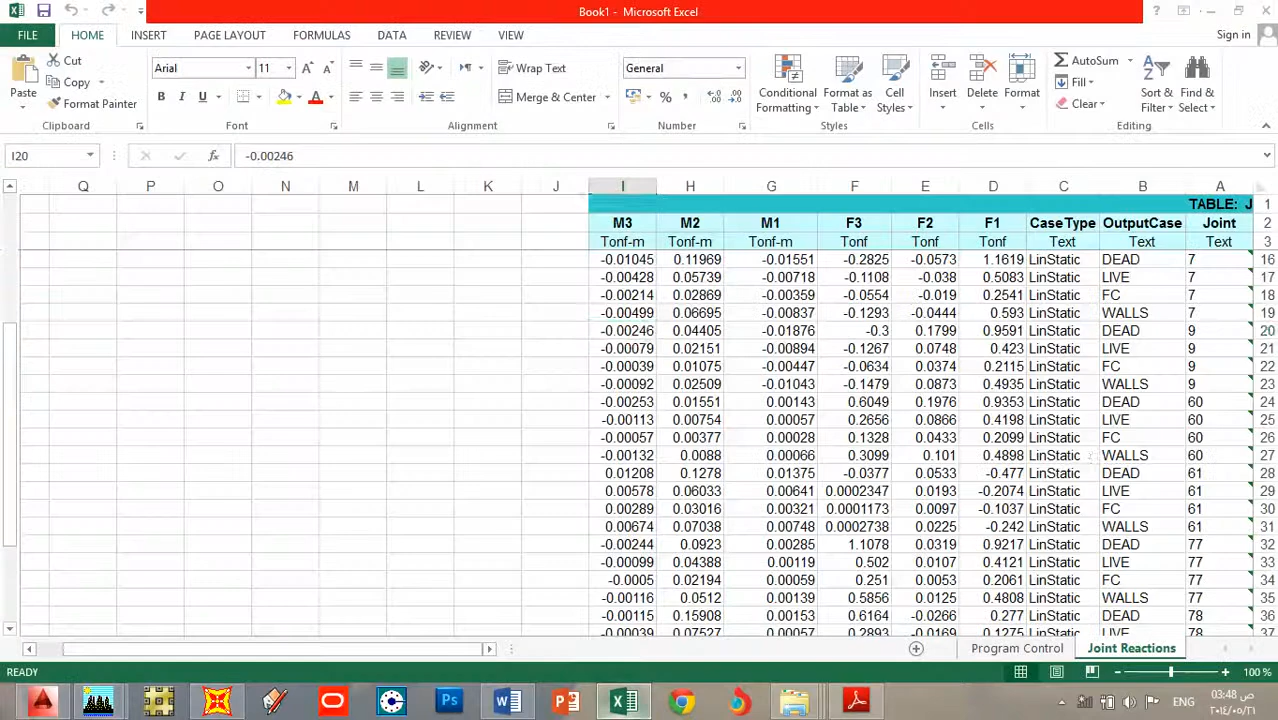 Book1 - Microsoft Excel
FILE HOME INSERT PAGE LAYOUT FORMULAS DATA REVIEW VIEW Sign in
Paste
Cut
Copy
Format Painter
Clipboard
Arial 11
B I U
Font
Wrap Text
Merge & Center
Alignment
General
Number
Conditional Formatting
Format as Table
Cell Styles
Styles
Insert Delete Format
Cells
AutoSum
Fill
Clear
Sort & Filter
Find & Select
Editing
I20 fx -0.00246
Q P O N M L K J I H G F E D C B A
TABLE: J 1
M3 M2 M1 F3 F2 F1 CaseType OutputCase Joint 2
Tonf-m Tonf-m Tonf-m Tonf Tonf Tonf Text Text Text 3
-0.01045 0.11969 -0.01551 -0.2825 -0.0573 1.1619 LinStatic DEAD 7 16
-0.00428 0.05739 -0.00718 -0.1108 -0.038 0.5083 LinStatic LIVE 7 17
-0.00214 0.02869 -0.00359 -0.0554 -0.019 0.2541 LinStatic FC 7 18
-0.00499 0.06695 -0.00837 -0.1293 -0.0444 0.593 LinStatic WALLS 7 19
-0.00246 0.04405 -0.01876 -0.3 0.1799 0.9591 LinStatic DEAD 9 20
-0.00079 0.02151 -0.00894 -0.1267 0.0748 0.423 LinStatic LIVE 9 21
-0.00039 0.01075 -0.00447 -0.0634 0.0374 0.2115 LinStatic FC 9 22
-0.00092 0.02509 -0.01043 -0.1479 0.0873 0.4935 LinStatic WALLS 9 23
-0.00253 0.01551 0.00143 0.6049 0.1976 0.9353 LinStatic DEAD 60 24
-0.00113 0.00754 0.00057 0.2656 0.0866 0.4198 LinStatic LIVE 60 25
-0.00057 0.00377 0.00028 0.1328 0.0433 0.2099 LinStatic FC 60 26
-0.00132 0.0088 0.00066 0.3099 0.101 0.4898 LinStatic WALLS 60 27
0.01208 0.1278 0.01375 -0.0377 0.0533 -0.477 LinStatic DEAD 61 28
0.00578 0.06033 0.00641 0.0002347 0.0193 -0.2074 LinStatic LIVE 61 29
0.00289 0.03016 0.00321 0.0001173 0.0097 -0.1037 LinStatic FC 61 30
0.00674 0.07038 0.00748 0.0002738 0.0225 -0.242 LinStatic WALLS 61 31
-0.00244 0.0923 0.00285 1.1078 0.0319 0.9217 LinStatic DEAD 77 32
-0.00099 0.04388 0.00119 0.502 0.0107 0.4121 LinStatic LIVE 77 33
-0.0005 0.02194 0.00059 0.251 0.0053 0.2061 LinStatic FC 77 34
-0.00116 0.0512 0.00139 0.5856 0.0125 0.4808 LinStatic WALLS 77 35
-0.00115 0.15908 0.00153 0.6164 -0.0266 0.277 LinStatic DEAD 78 36
-0.00039 0.07527 0.00057 0.2893 -0.0169 0.1275 LinStatic LIVE 78 37
Program Control Joint Reactions
READY 100 %
Ps
ENG
03:48 ص